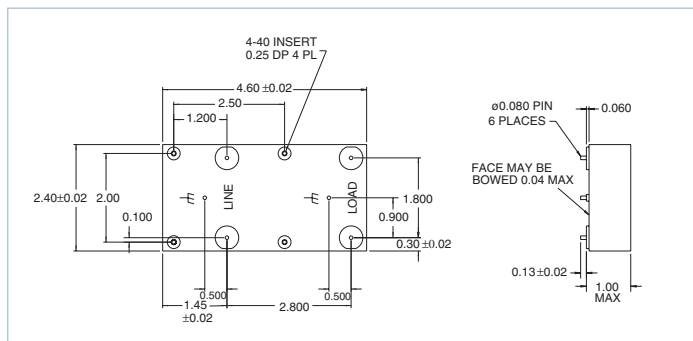 4-40 INSERT
0.25 DP 4 PL
4.60 ±0.02
2.50
1.200
ø0.080 PIN
6 PLACES
0.060
FACE MAY BE
BOWED 0.04 MAX
2.40±0.02
2.00
0.100
LINE
LOAD
1.800
0.900
0.30 ±0.02
0.13±0.02
0.500
0.500
1.45
±0.02
2.800
1.00
MAX